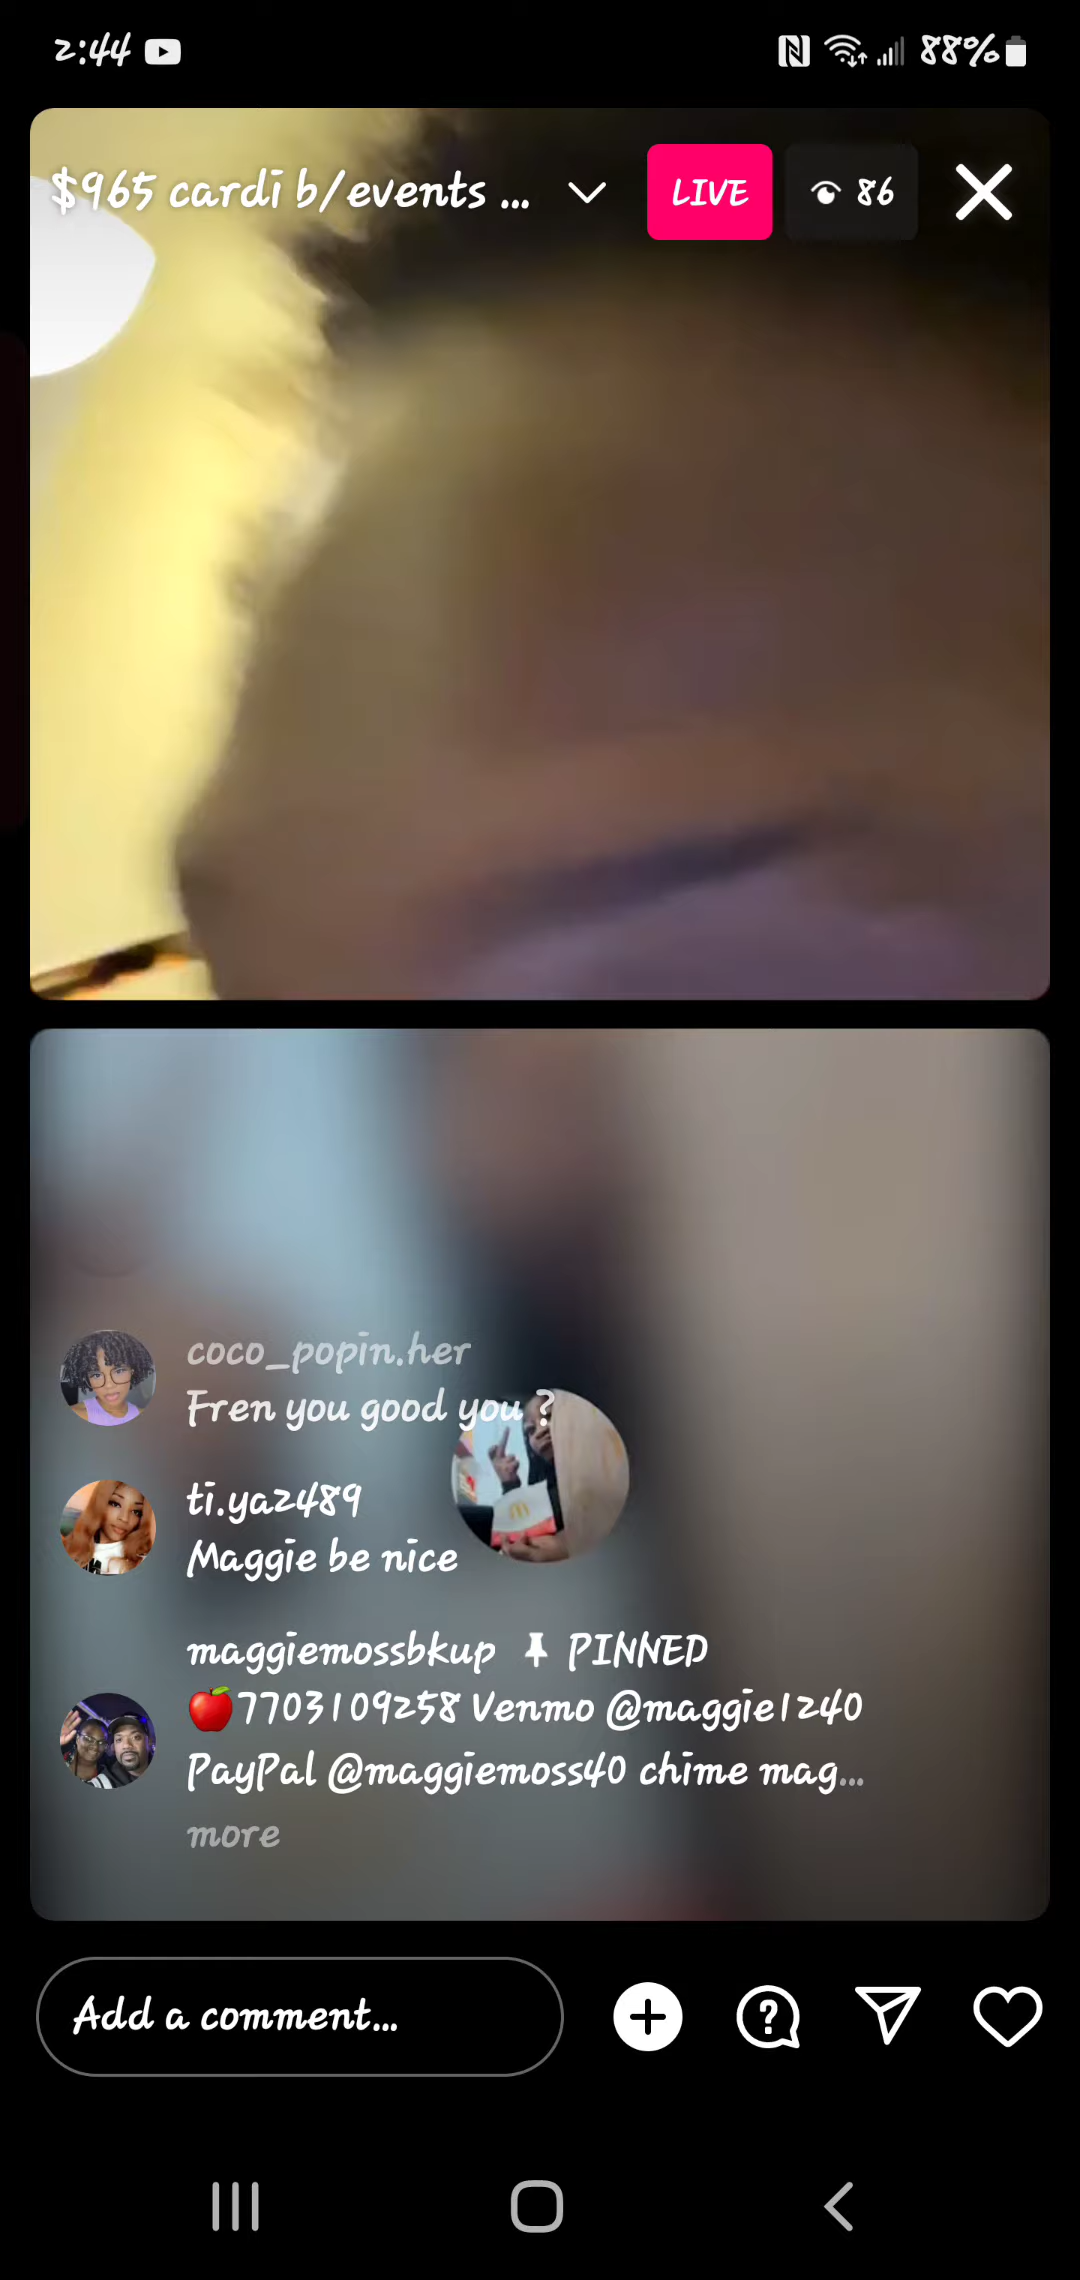 2:44
88%
$965 cardi b/events ...
LIVE
86
coco_popin.her
Fren you good you ?
ti.ya2489
Maggie be nice
maggiemossbkup PINNED
🍎7703109258 Venmo @maggie1240
PayPal @maggiemoss40 chime mag...
more
Add a comment...